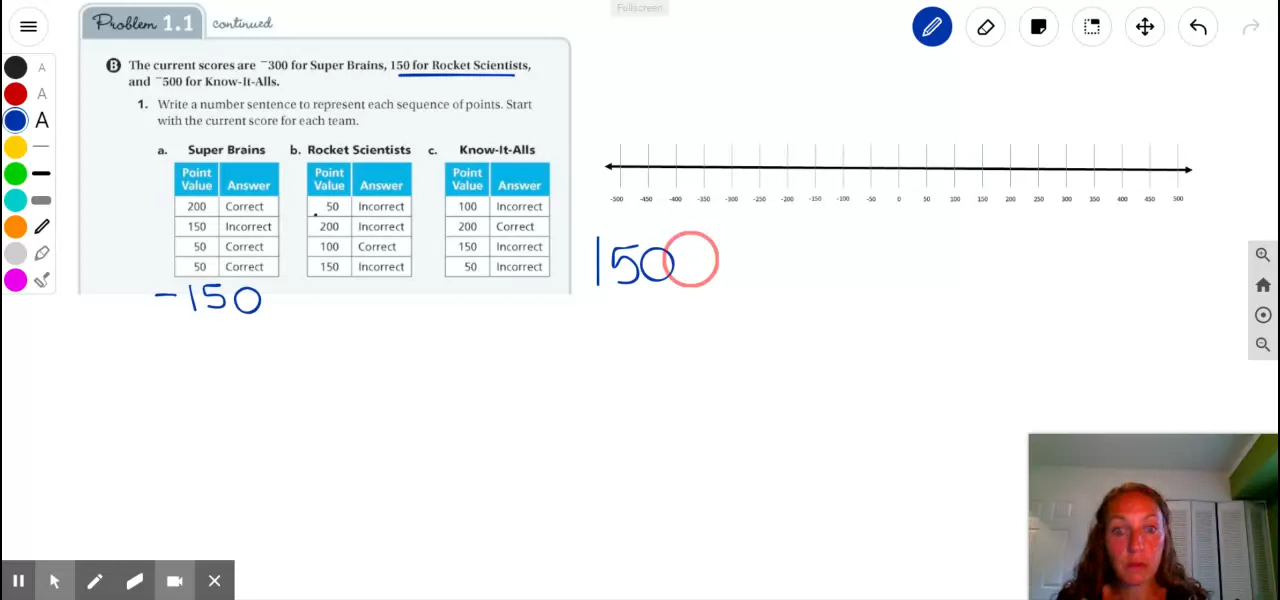 Fullscreen
Problem 1.1 continued
B The current scores are ⁻300 for Super Brains, 150 for Rocket Scientists,
and ⁻500 for Know-It-Alls.
1. Write a number sentence to represent each sequence of points. Start
with the current score for each team.
a. Super Brains b. Rocket Scientists c. Know-It-Alls
Point Value Answer Point Value Answer Point Value Answer
200 Correct 50 Incorrect 100 Incorrect
150 Incorrect 200 Incorrect 200 Correct
50 Correct 100 Correct 150 Incorrect
50 Correct 150 Incorrect 50 Incorrect
-150
-500 -450 -400 -350 -300 -250 -200 -150 -100 -50 0 50 100 150 200 250 300 350 400 450 500
150
A
A
A